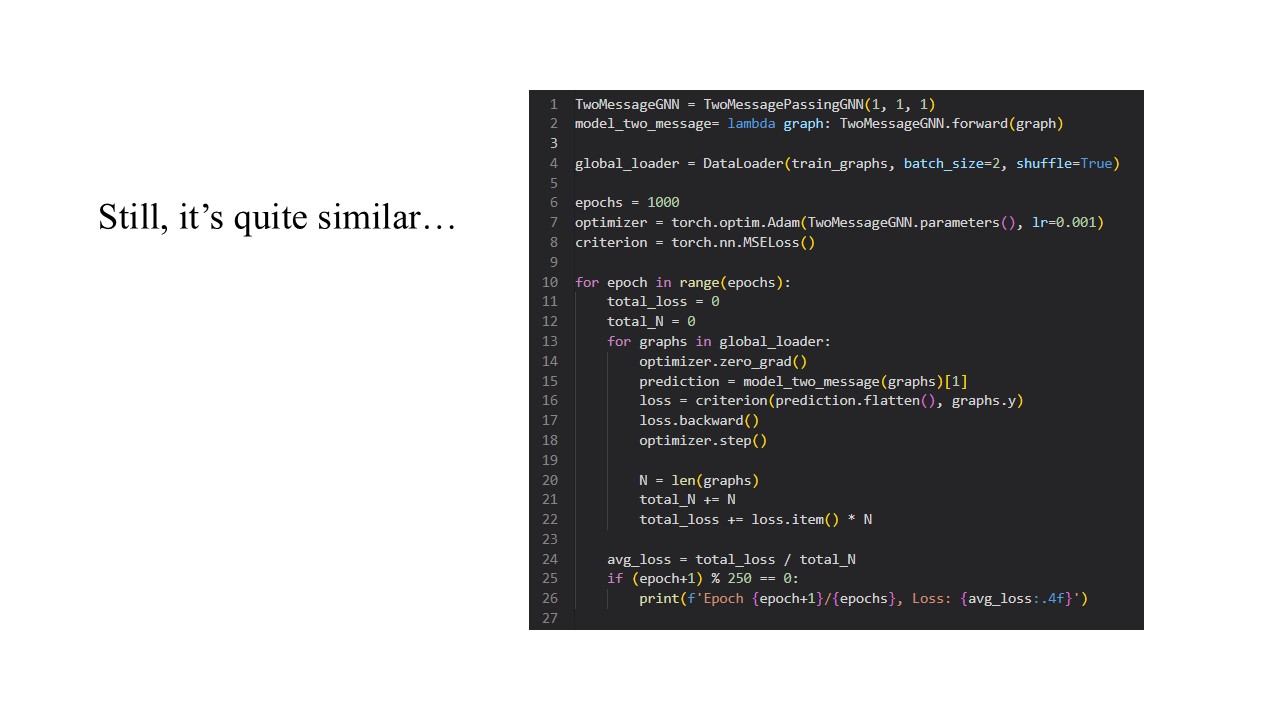 Still, it’s quite similar…
1 TwoMessageGNN = TwoMessagePassingGNN(1, 1, 1)
2 model_two_message= lambda graph: TwoMessageGNN.forward(graph)
3
4 global_loader = DataLoader(train_graphs, batch_size=2, shuffle=True)
5
6 epochs = 1000
7 optimizer = torch.optim.Adam(TwoMessageGNN.parameters(), lr=0.001)
8 criterion = torch.nn.MSELoss()
9
10 for epoch in range(epochs):
11     total_loss = 0
12     total_N = 0
13     for graphs in global_loader:
14         optimizer.zero_grad()
15         prediction = model_two_message(graphs)[1]
16         loss = criterion(prediction.flatten(), graphs.y)
17         loss.backward()
18         optimizer.step()
19
20         N = len(graphs)
21         total_N += N
22         total_loss += loss.item() * N
23
24     avg_loss = total_loss / total_N
25     if (epoch+1) % 250 == 0:
26         print(f'Epoch {epoch+1}/{epochs}, Loss: {avg_loss:.4f}')
27